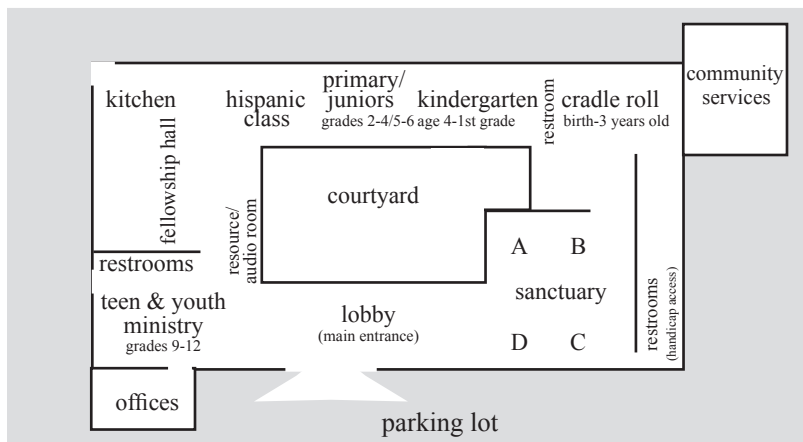 kitchen
hispanic
class
primary/
juniors
grades 2-4/5-6
kindergarten
age 4-1st grade
restroom
cradle roll
birth-3 years old
community
services
fellowship hall
courtyard
resource/
audio room
restrooms
A B
sanctuary
D C
restrooms
(handicap access)
teen & youth
ministry
grades 9-12
lobby
(main entrance)
offices
parking lot